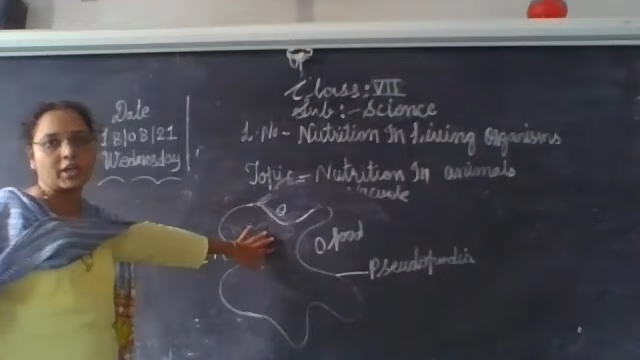 Date
18/08/21
Wednesday
Class: VII
Sub:- Science
L.No- Nutrition In Living Organisms
Topic = Nutrition In animals
Vacuole
food
Pseudopodia